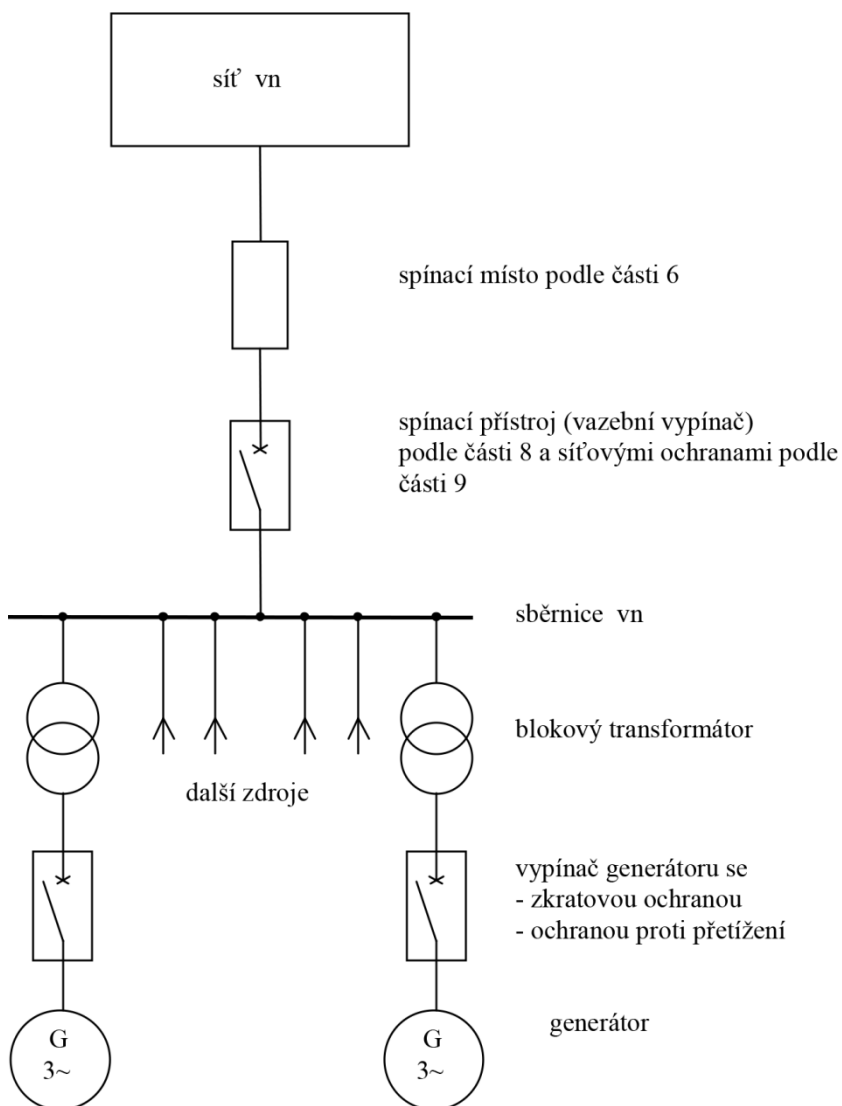 síť vn
spínací místo podle části 6
spínací přístroj (vazební vypínač)
podle části 8 a síťovými ochranami podle
části 9
sběrnice vn
blokový transformátor
další zdroje
vypínač generátoru se
- zkratovou ochranou
- ochranou proti přetížení
generátor
G
3~
G
3~